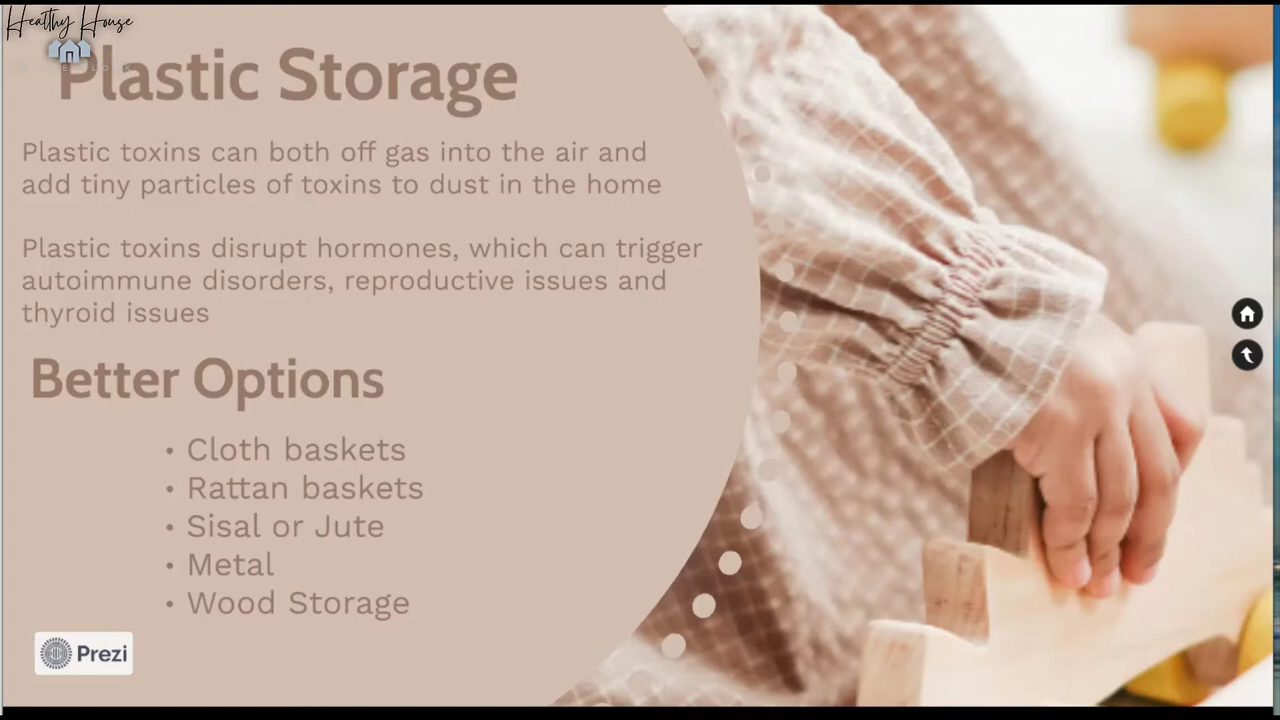 Healthy House
Plastic Storage
Plastic toxins can both off gas into the air and
add tiny particles of toxins to dust in the home
Plastic toxins disrupt hormones, which can trigger
autoimmune disorders, reproductive issues and
thyroid issues
Better Options
• Cloth baskets
• Rattan baskets
• Sisal or Jute
• Metal
• Wood Storage
Prezi